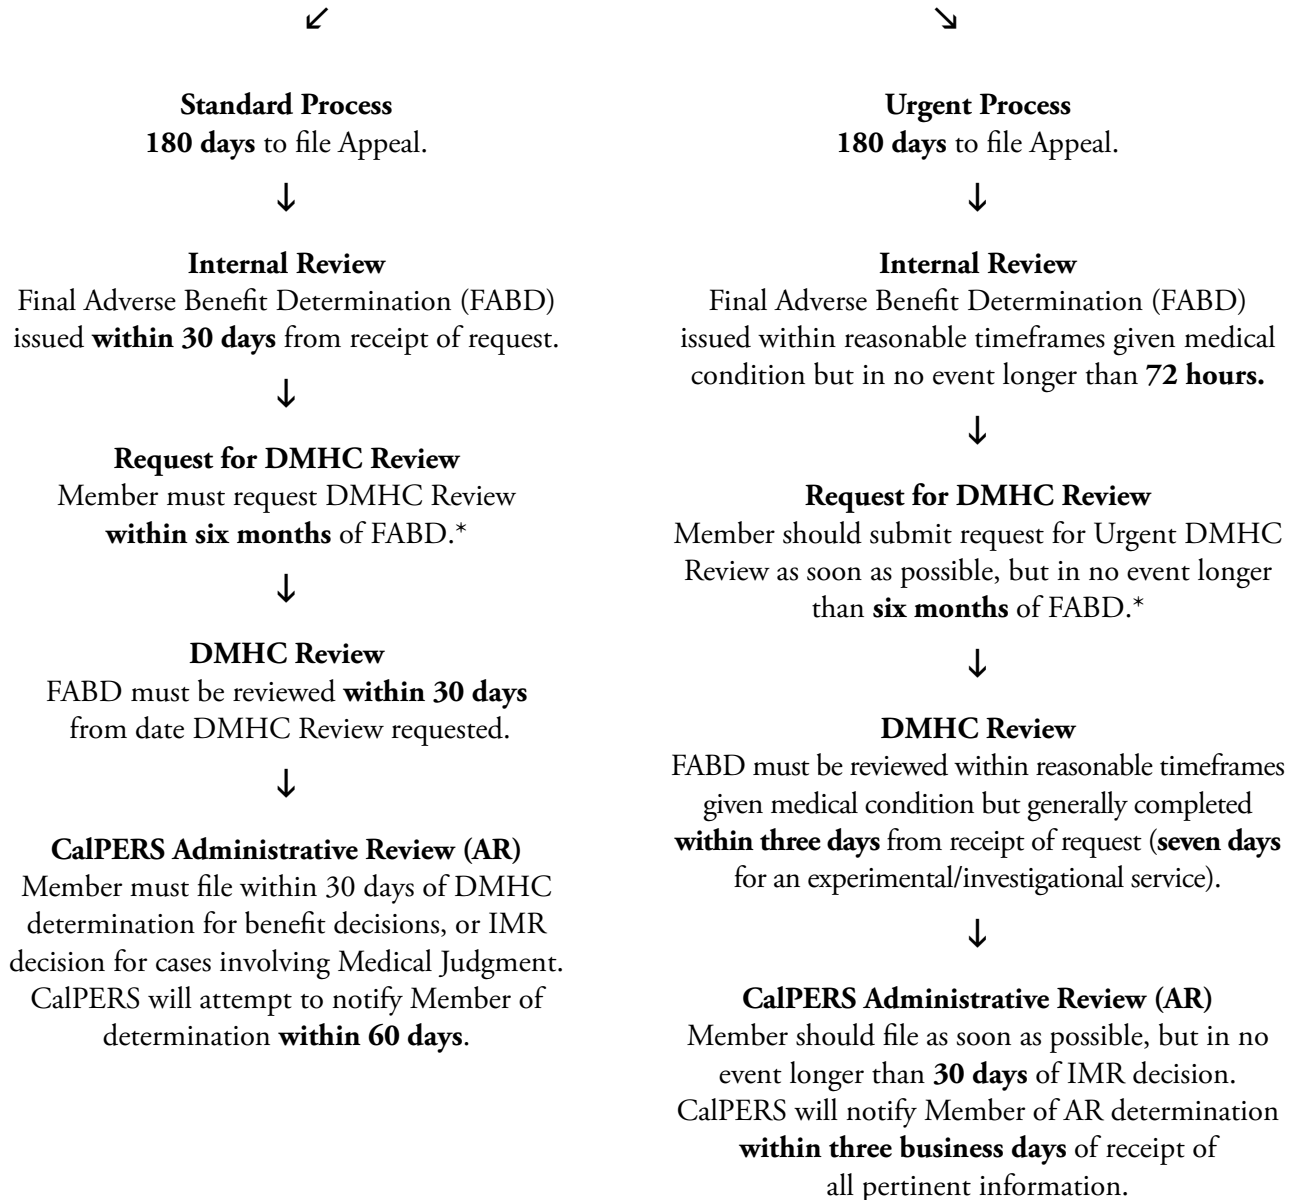 Standard Process
180 days to file Appeal.
Internal Review
Final Adverse Benefit Determination (FABD)
issued within 30 days from receipt of request.
Request for DMHC Review
Member must request DMHC Review
within six months of FABD.*
DMHC Review
FABD must be reviewed within 30 days
from date DMHC Review requested.
CalPERS Administrative Review (AR)
Member must file within 30 days of DMHC
determination for benefit decisions, or IMR
decision for cases involving Medical Judgment.
CalPERS will attempt to notify Member of
determination within 60 days.
Urgent Process
180 days to file Appeal.
Internal Review
Final Adverse Benefit Determination (FABD)
issued within reasonable timeframes given medical
condition but in no event longer than 72 hours.
Request for DMHC Review
Member should submit request for Urgent DMHC
Review as soon as possible, but in no event longer
than six months of FABD.*
DMHC Review
FABD must be reviewed within reasonable timeframes
given medical condition but generally completed
within three days from receipt of request (seven days
for an experimental/investigational service).
CalPERS Administrative Review (AR)
Member should file as soon as possible, but in no
event longer than 30 days of IMR decision.
CalPERS will notify Member of AR determination
within three business days of receipt of
all pertinent information.